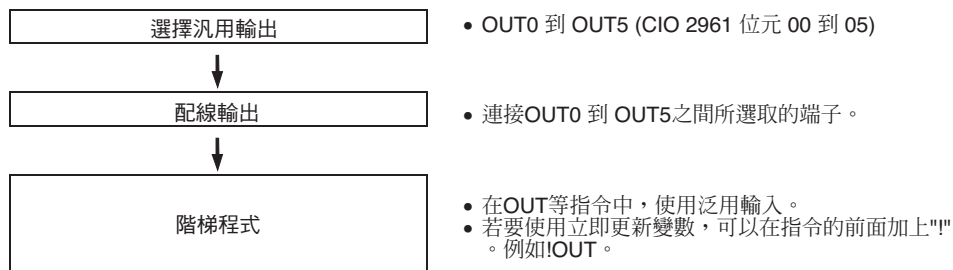 選擇汎用輸出
• OUT0 到 OUT5 (CIO 2961 位元 00 到 05)
配線輸出
• 連接OUT0 到 OUT5之間所選取的端子。
階梯程式
• 在OUT等指令中，使用泛用輸入。
• 若要使用立即更新變數，可以在指令的前面加上"!"
。例如!OUT。